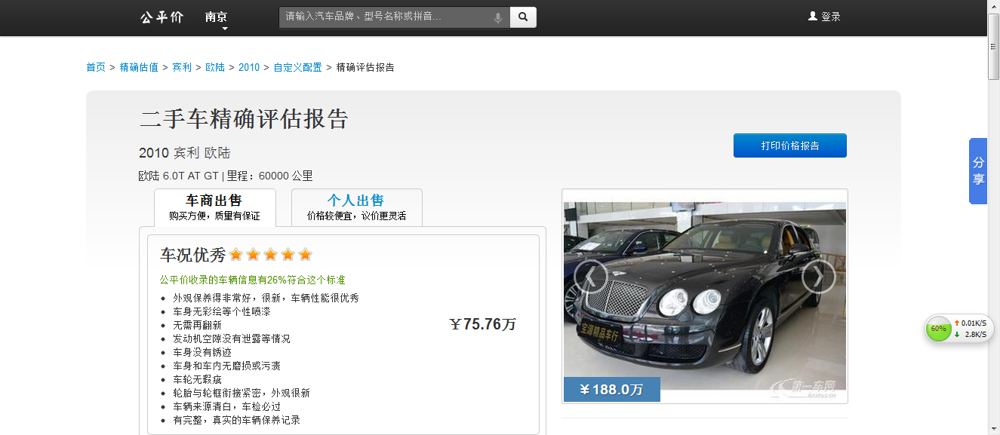 公平价
南京
请输入汽车品牌、型号名称或拼音...
登录
首页 > 精确估值 > 宾利 > 欧陆 > 2010 > 自定义配置 > 精确评估报告
二手车精确评估报告
2010 宾利 欧陆
打印价格报告
欧陆 6.0T AT GT | 里程：60000 公里
分享
车商出售
购买方便，质量有保证
个人出售
价格较便宜，议价更灵活
车况优秀
公平价收录的车辆信息有26%符合这个标准
外观保养得非常好，很新，车辆性能很优秀
车身无彩绘等个性喷漆
无需再翻新
发动机空隙没有泄露等情况
车身没有锈迹
车身和车内无磨损或污渍
车轮无瑕疵
轮胎与轮框衔接紧密，外观很新
车辆来源清白，车检必过
有完整，真实的车辆保养记录
￥75.76万
宝源精品车行
￥188.0万
第一车网
60%
0.01K/S
2.8K/S